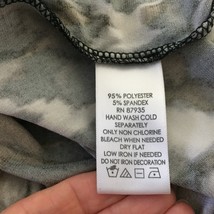 95% POLYESTER
5% SPANDEX
RN 87935
HAND WASH COLD
SEPARATELY
ONLY NON CHLORINE
BLEACH WHEN NEEDED
DRY FLAT
LOW IRON IF NEEDED
DO NOT IRON DECORATION